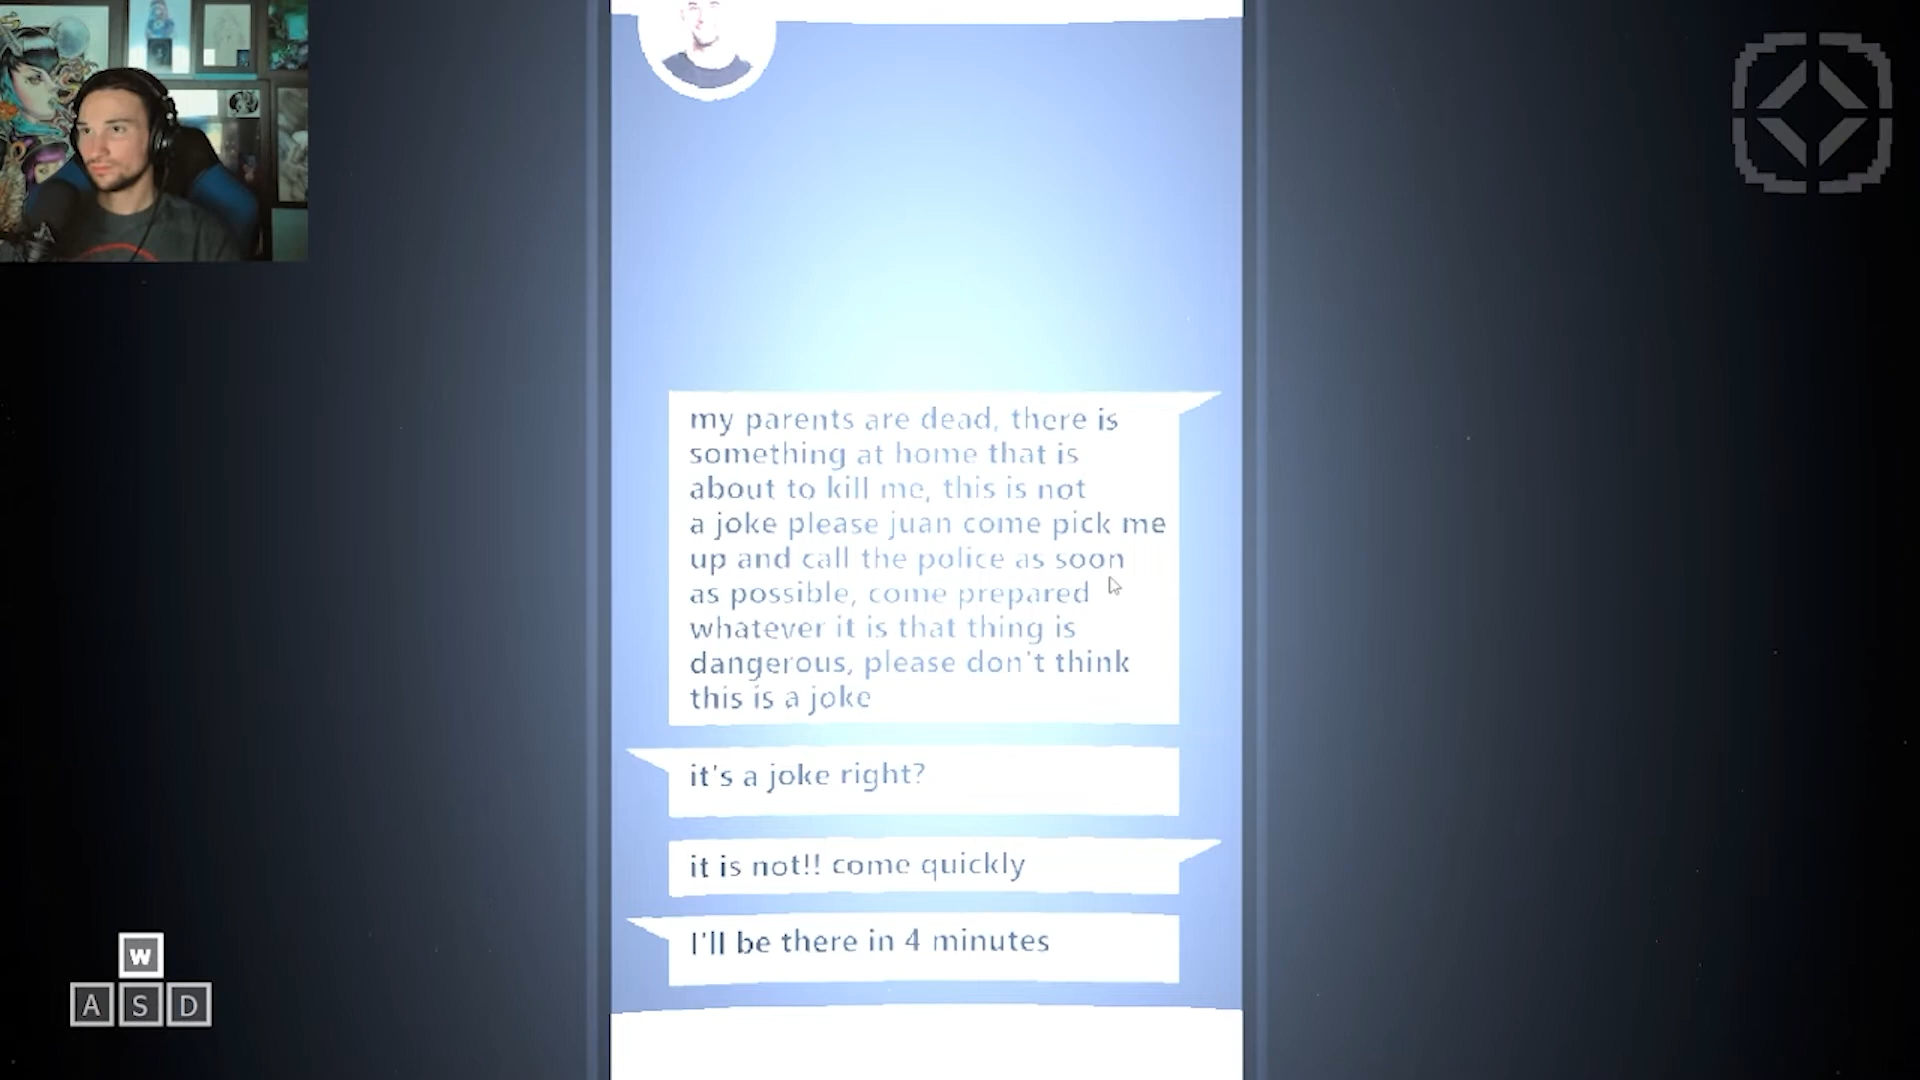 my parents are dead, there is
something at home that is
about to kill me, this is not
a joke please juan come pick me
up and call the police as soon
as possible, come prepared
whatever it is that thing is
dangerous, please don't think
this is a joke
it's a joke right?
it is not!! come quickly
I'll be there in 4 minutes
W
A S D